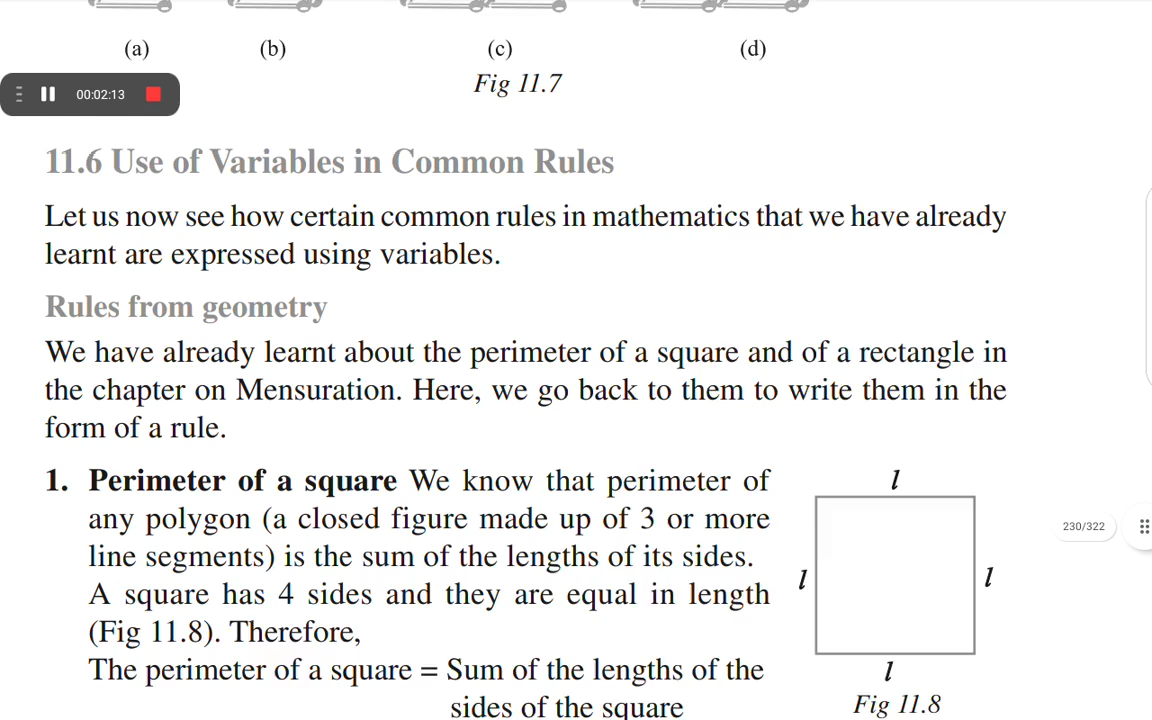 (a) (b) (c) (d)
Fig 11.7
00:02:13
11.6 Use of Variables in Common Rules
Let us now see how certain common rules in mathematics that we have already
learnt are expressed using variables.
Rules from geometry
We have already learnt about the perimeter of a square and of a rectangle in
the chapter on Mensuration. Here, we go back to them to write them in the
form of a rule.
1. Perimeter of a square We know that perimeter of
any polygon (a closed figure made up of 3 or more
line segments) is the sum of the lengths of its sides.
A square has 4 sides and they are equal in length
(Fig 11.8). Therefore,
The perimeter of a square = Sum of the lengths of the
sides of the square
l
l l
l
Fig 11.8
230/322